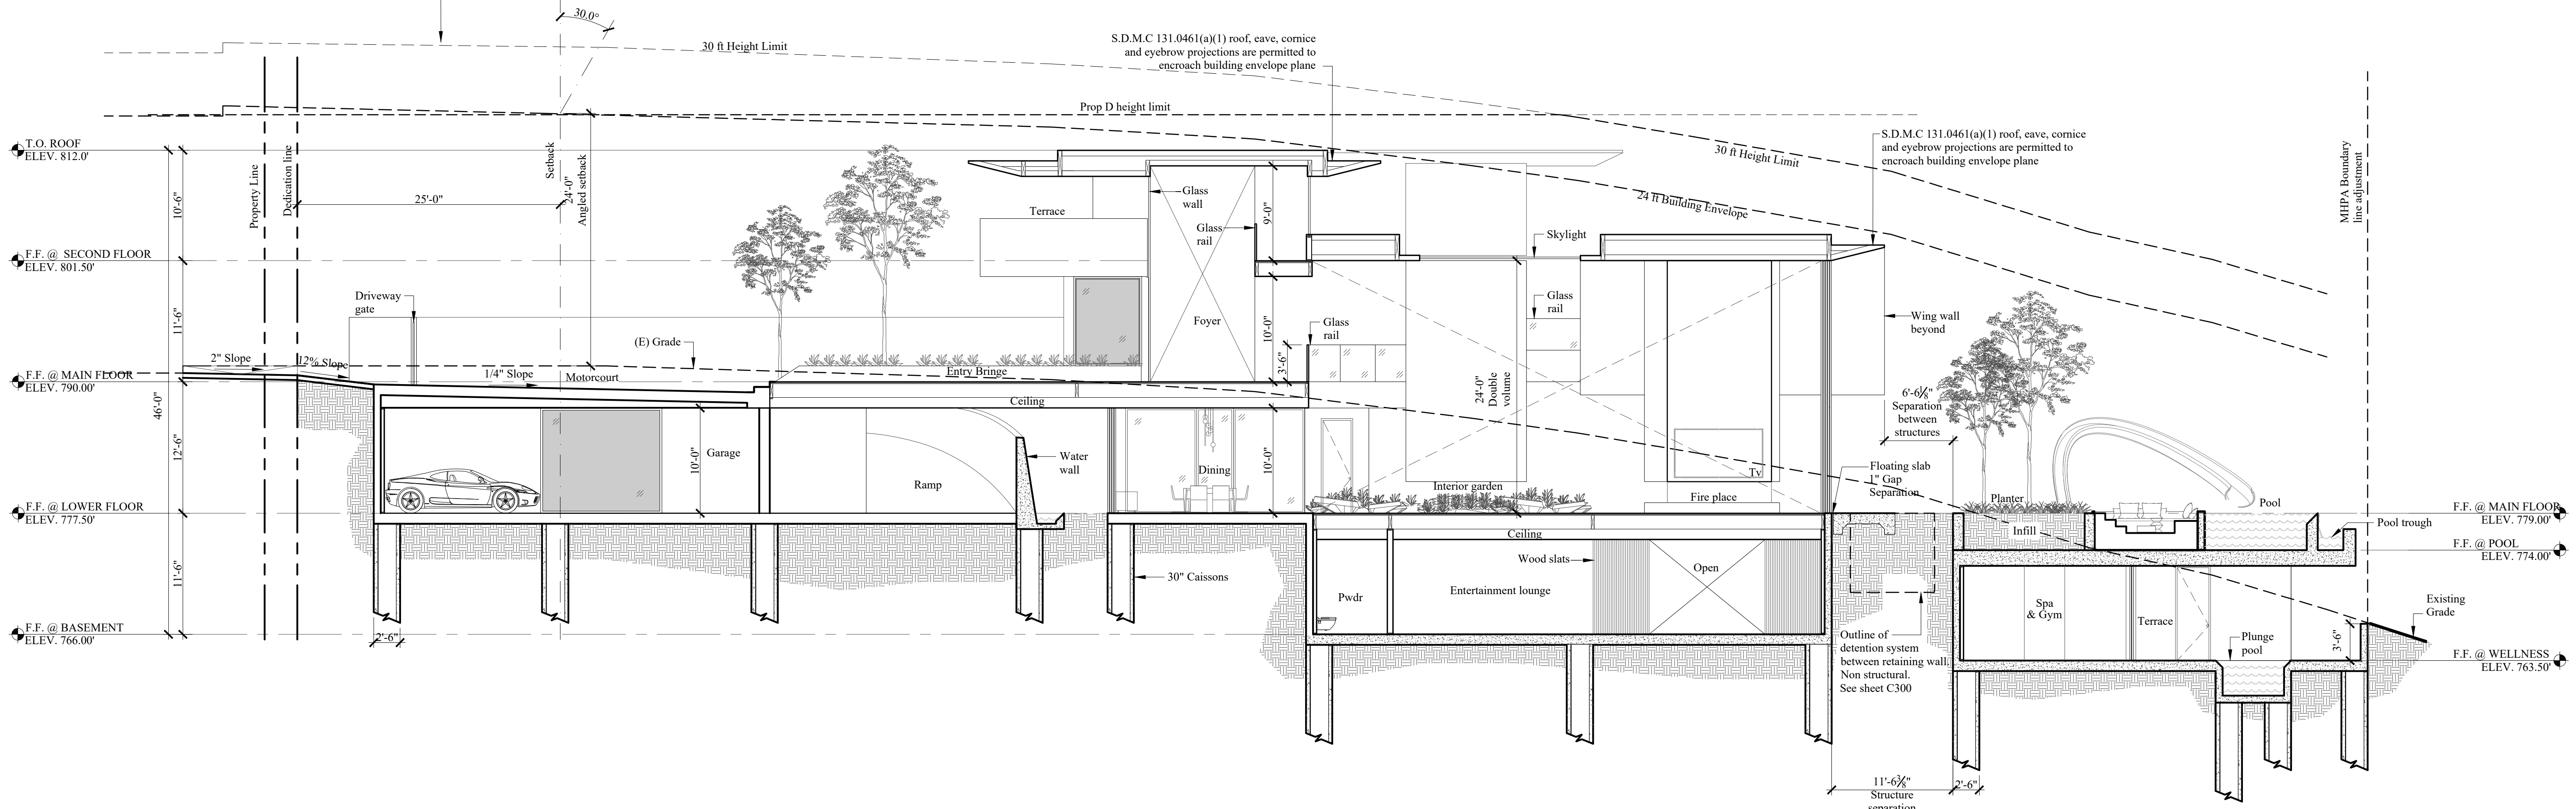 30.0°
30 ft Height Limit
S.D.M.C 131.0461(a)(1) roof, eave, cornice
and eyebrow projections are permitted to
encroach building envelope plane
Prop D height limit
S.D.M.C 131.0461(a)(1) roof, eave, cornice
and eyebrow projections are permitted to
encroach building envelope plane
30 ft Height Limit
24 ft Building Envelope
MHPA Boundary
line adjustment
T.O. ROOF
ELEV. 812.0'
F.F. @ SECOND FLOOR
ELEV. 801.50'
F.F. @ MAIN FLOOR
ELEV. 790.00'
F.F. @ LOWER FLOOR
ELEV. 777.50'
F.F. @ BASEMENT
ELEV. 766.00'
10'-6"
11'-6"
46'-0"
12'-6"
11'-6"
Property Line
Dedication line
25'-0"
Setback
24'-0"
Angled setback
Driveway
gate
2" Slope
12% Slope
1/4" Slope
Motorcourt
(E) Grade
Entry Bringe
Terrace
Glass
wall
Glass
rail
9'-0"
Foyer
10'-0"
3'-6"
Glass
rail
Skylight
Glass
rail
24'-0"
Double
volume
Wing wall
beyond
6'-6⅛"
Separation
between
structures
Ceiling
Garage
10'-0"
Ramp
Water
wall
Dining
10'-0"
Interior garden
Tv
Fire place
Floating slab
1" Gap
Separation
Planter
Infill
Pool
Pool trough
F.F. @ MAIN FLOOR
ELEV. 779.00'
F.F. @ POOL
ELEV. 774.00'
F.F. @ WELLNESS
ELEV. 763.50'
2'-6"
30" Caissons
Ceiling
Wood slats
Open
Pwdr
Entertainment lounge
Outline of
detention system
between retaining wall.
Non structural.
See sheet C300
Spa
& Gym
Terrace
Plunge
pool
3'-6"
Existing
Grade
11'-6⅜"
Structure
separation
2'-6"